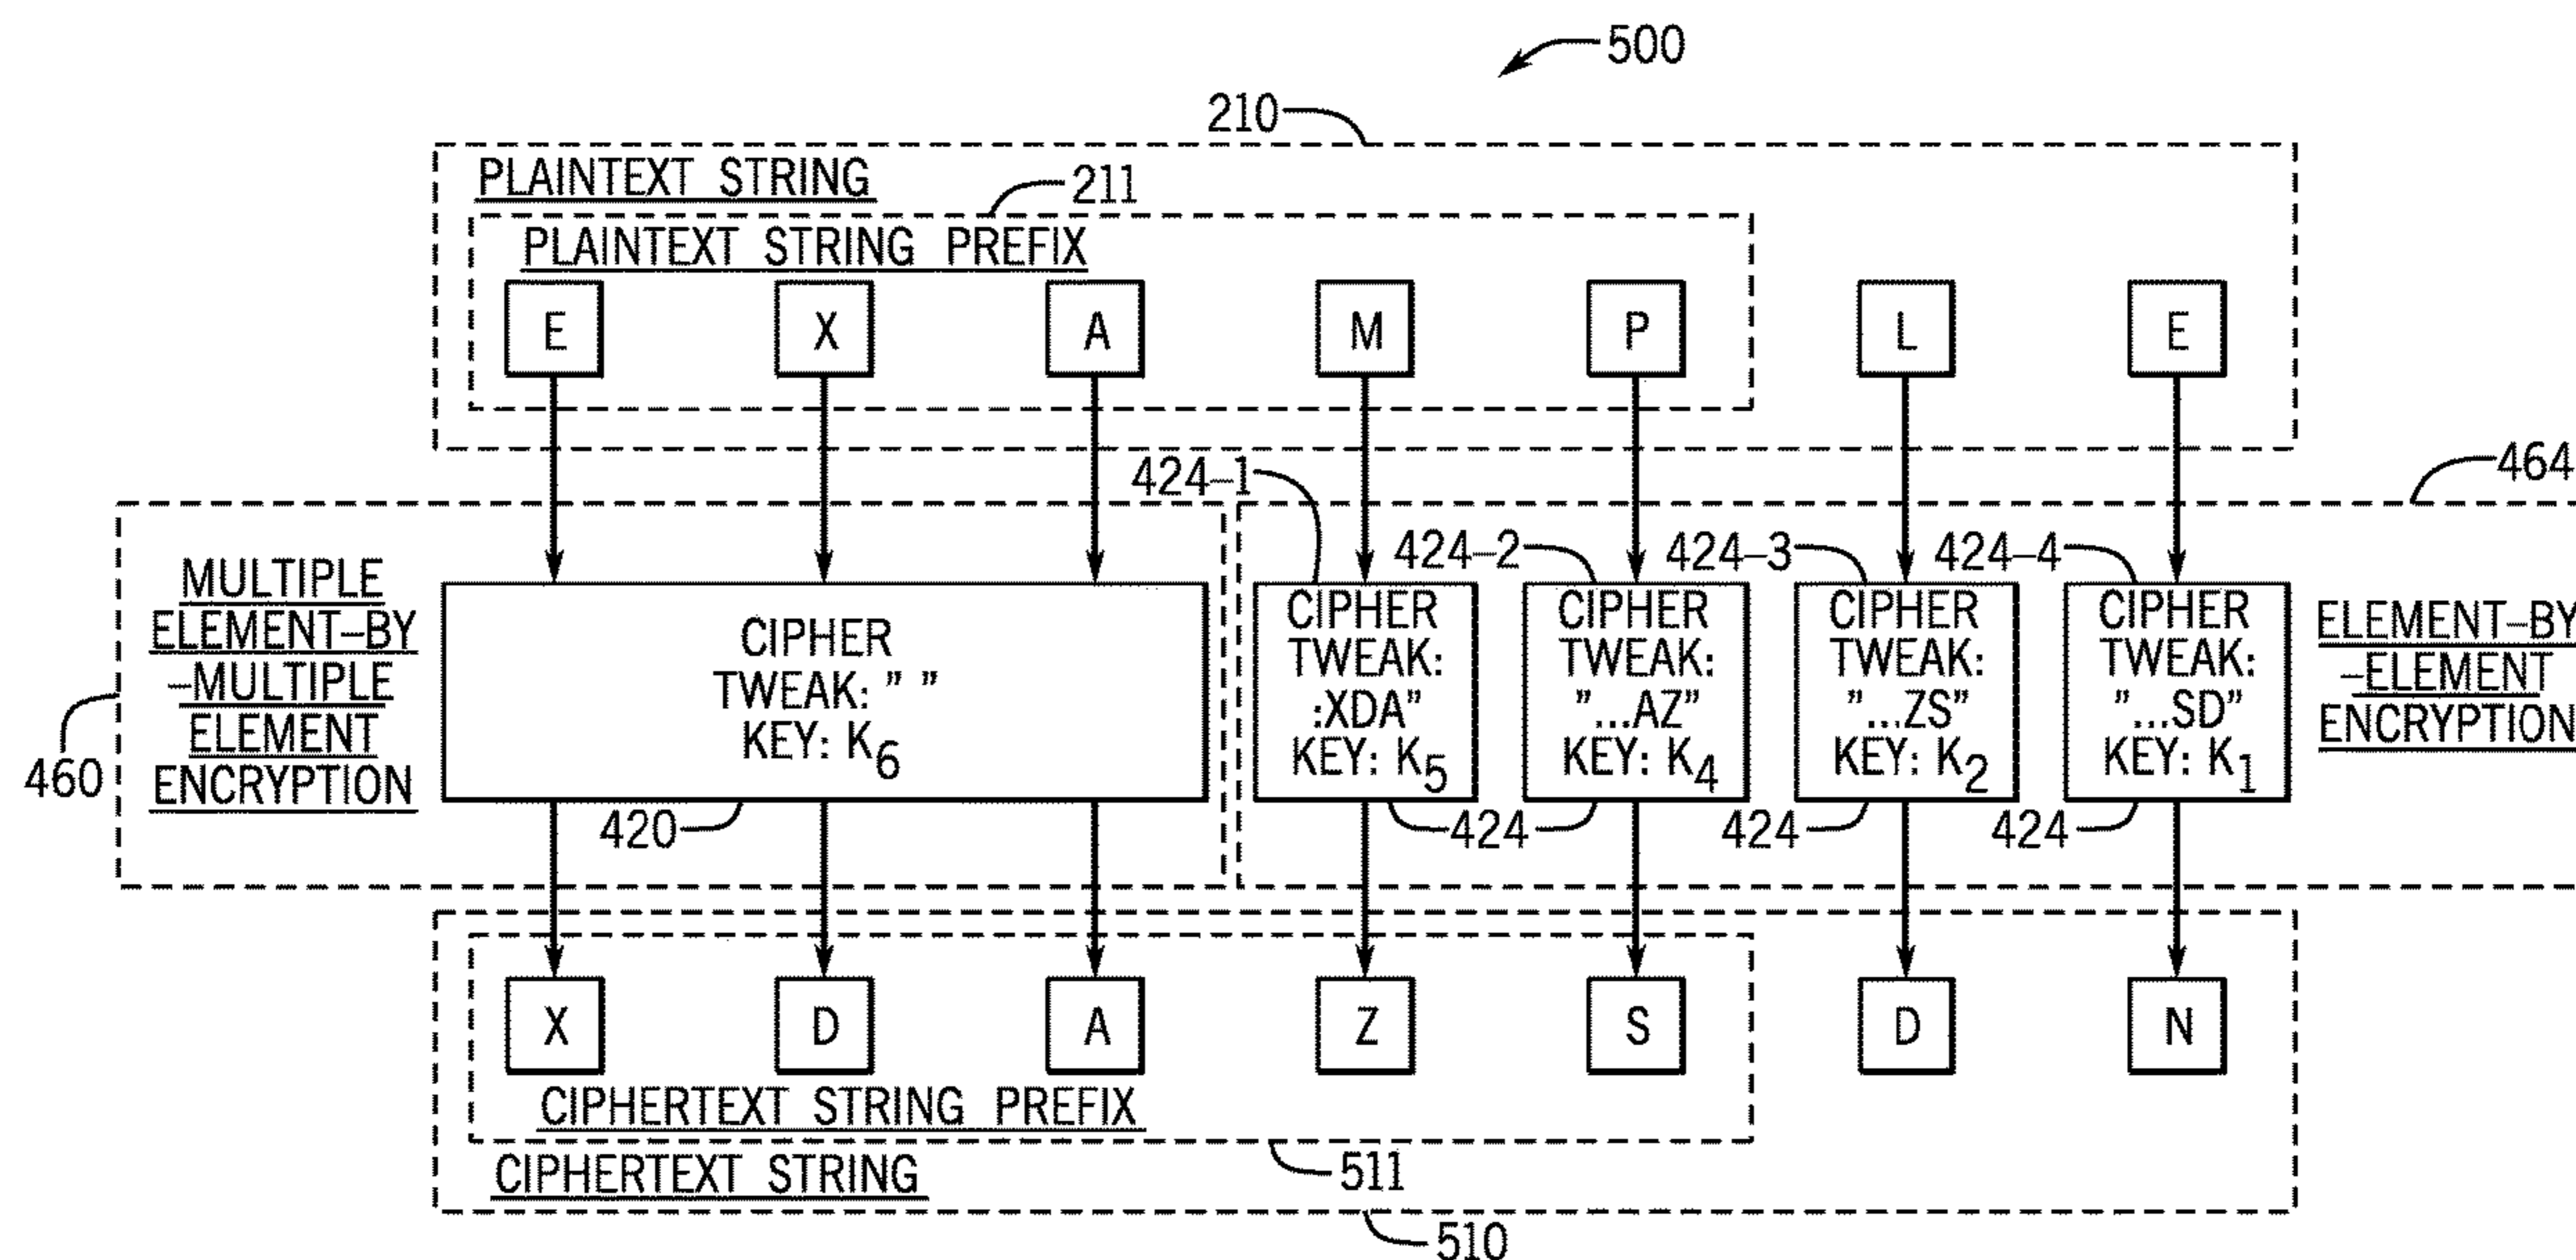 500
210
PLAINTEXT STRING
211
PLAINTEXT STRING PREFIX
E X A M P L E
464
424-1
424-2
424-3
424-4
MULTIPLE
ELEMENT-BY
-MULTIPLE
ELEMENT
ENCRYPTION
460
CIPHER
TWEAK: " "
KEY: K6
420
CIPHER
TWEAK:
:XDA"
KEY: K5
CIPHER
TWEAK:
"...AZ"
KEY: K4
424
CIPHER
TWEAK:
"...ZS"
KEY: K2
424
CIPHER
TWEAK:
"...SD"
KEY: K1
424
ELEMENT-BY
-ELEMENT
ENCRYPTION
X D A Z S D N
CIPHERTEXT STRING PREFIX
511
CIPHERTEXT STRING
510